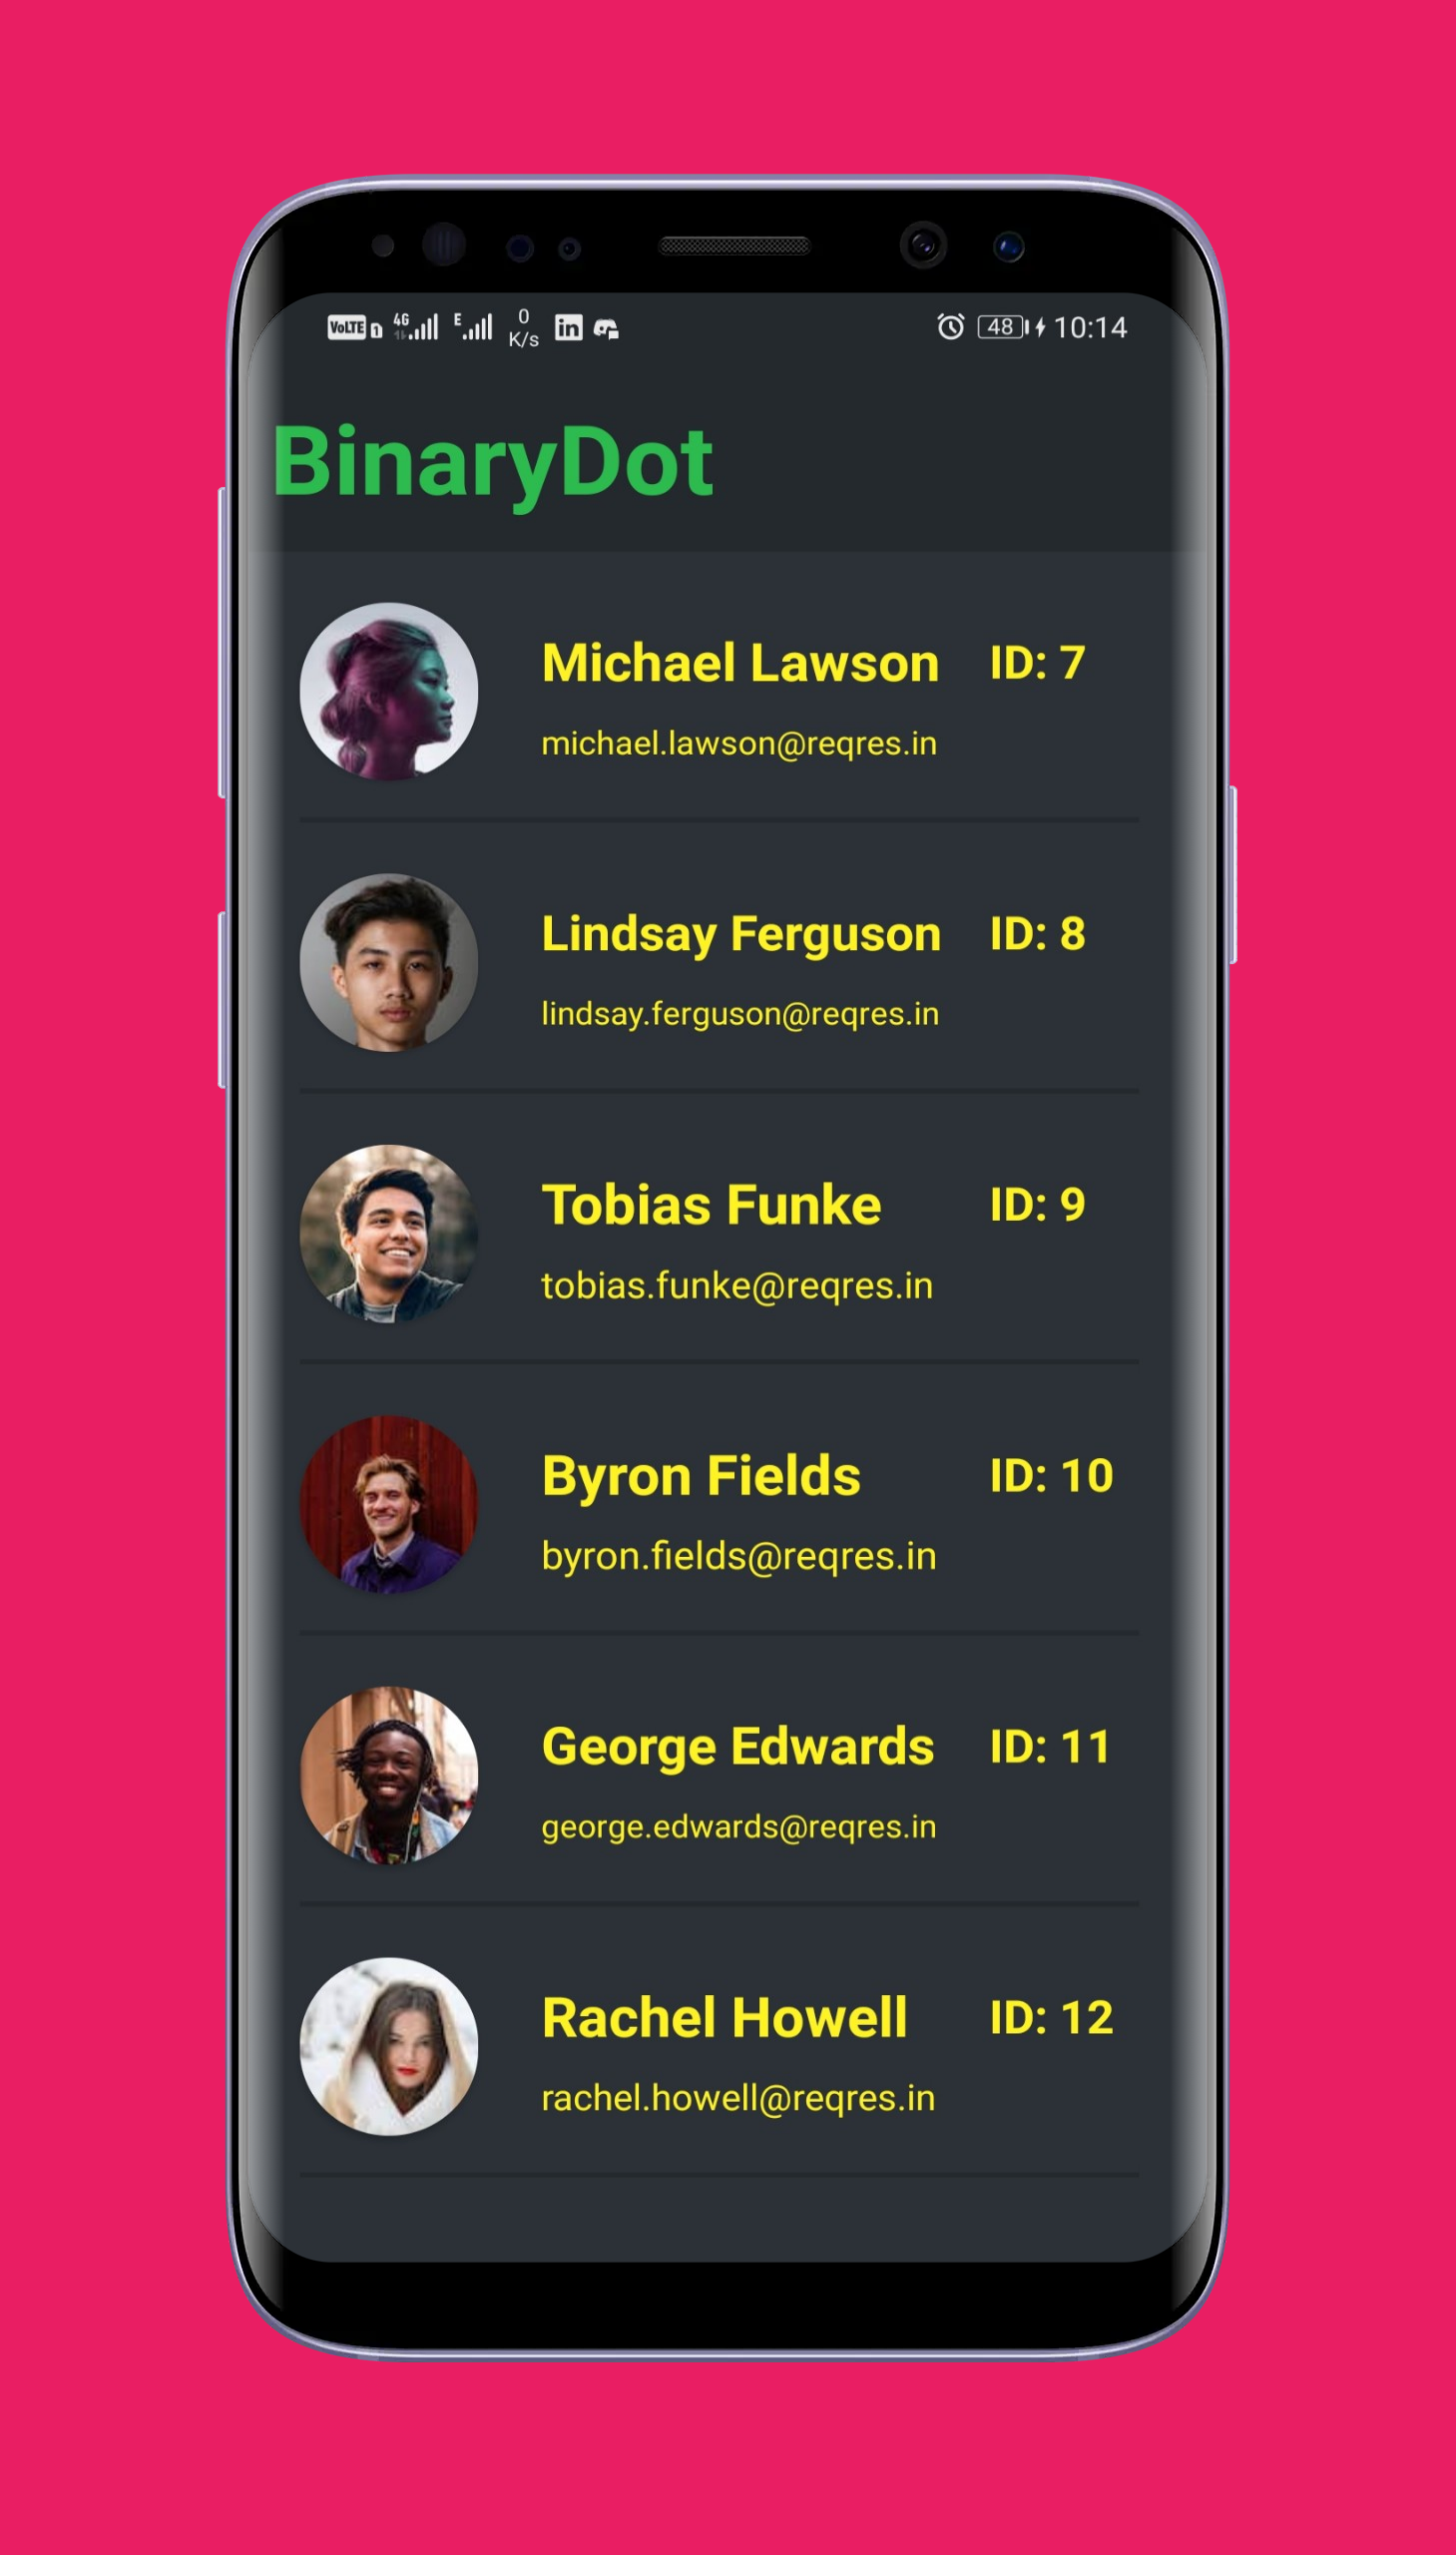 VoLTE 1 4G E 0 K/s in 48 10:14
BinaryDot
Michael Lawson ID: 7
michael.lawson@reqres.in
Lindsay Ferguson ID: 8
lindsay.ferguson@reqres.in
Tobias Funke ID: 9
tobias.funke@reqres.in
Byron Fields ID: 10
byron.fields@reqres.in
George Edwards ID: 11
george.edwards@reqres.in
Rachel Howell ID: 12
rachel.howell@reqres.in